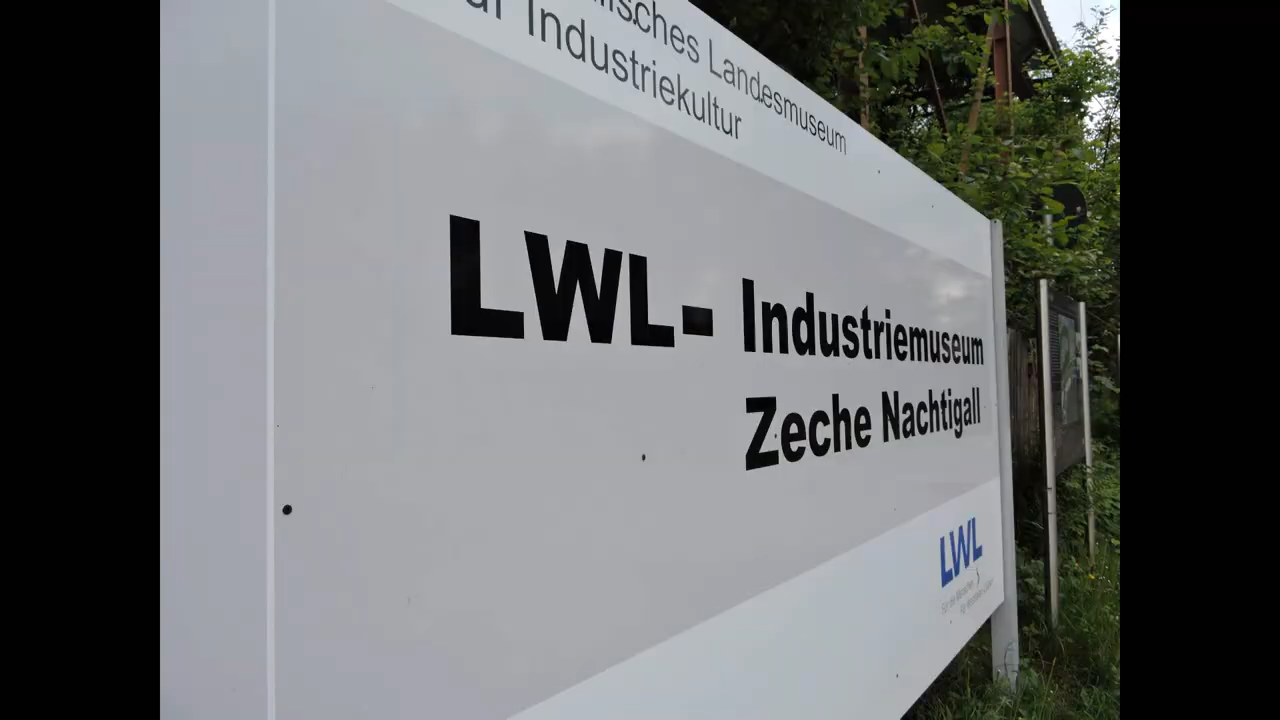 Landesmuseum
Industriekultur
LWL- Industriemuseum
Zeche Nachtigall
LWL